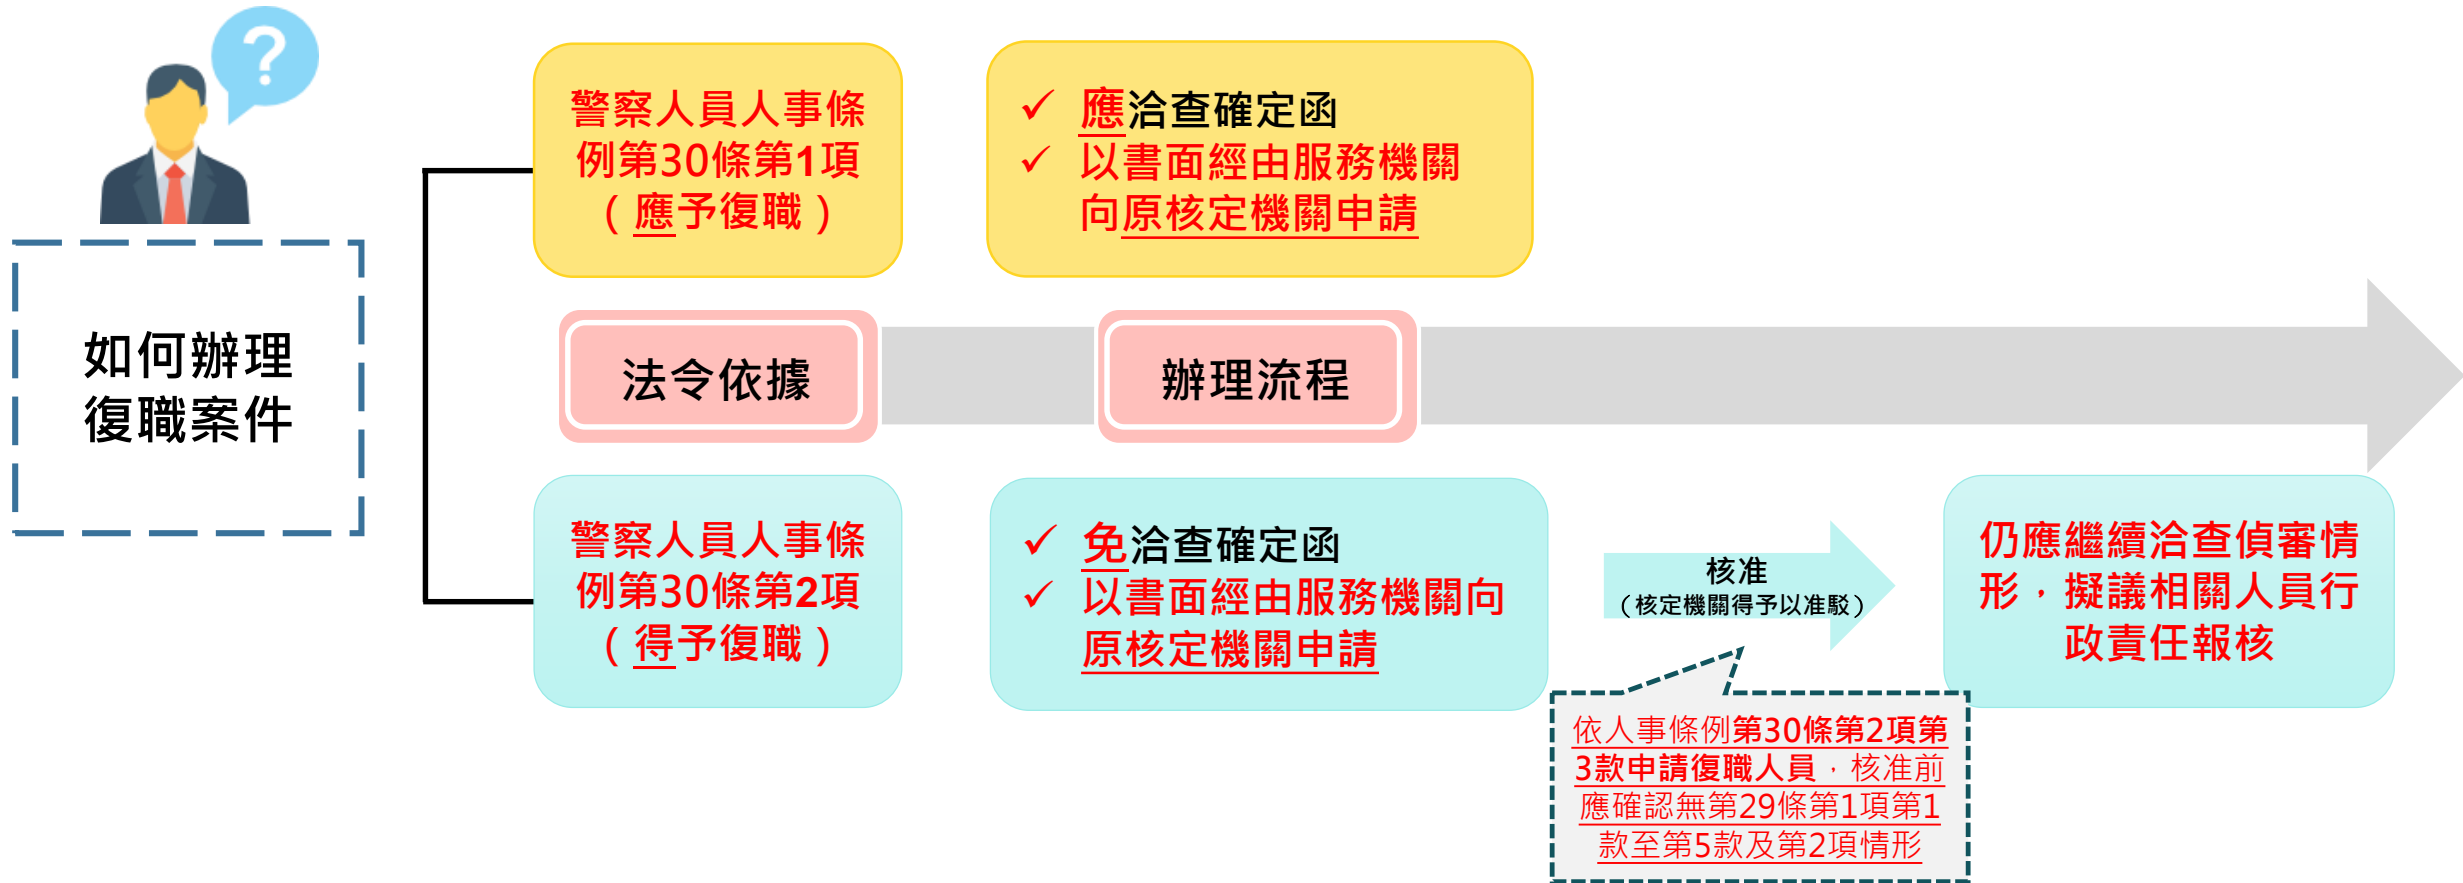 ?
如何辦理
復職案件
警察人員人事條
例第30條第1項
（應予復職）
✓ 應洽查確定函
✓ 以書面經由服務機關
向原核定機關申請
法令依據
辦理流程
警察人員人事條
例第30條第2項
（得予復職）
✓ 免洽查確定函
✓ 以書面經由服務機關向
原核定機關申請
核准
（核定機關得予以准駁）
仍應繼續洽查偵審情
形，擬議相關人員行
政責任報核
依人事條例第30條第2項第
3款申請復職人員，核准前
應確認無第29條第1項第1
款至第5款及第2項情形